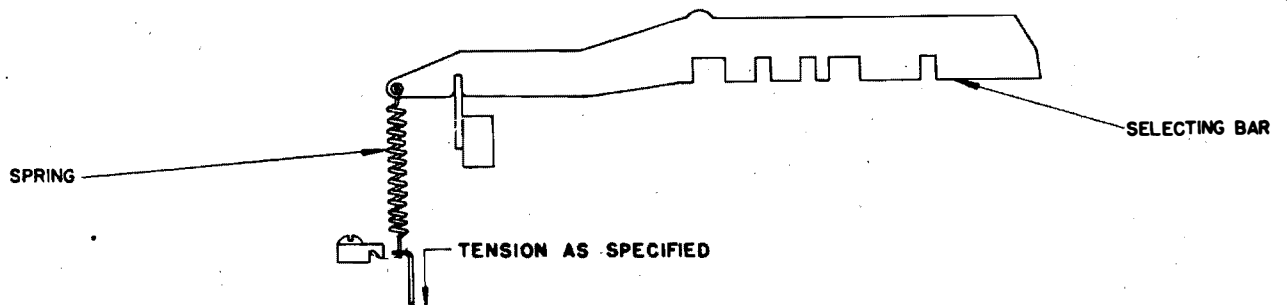 SELECTING BAR
SPRING
TENSION AS SPECIFIED